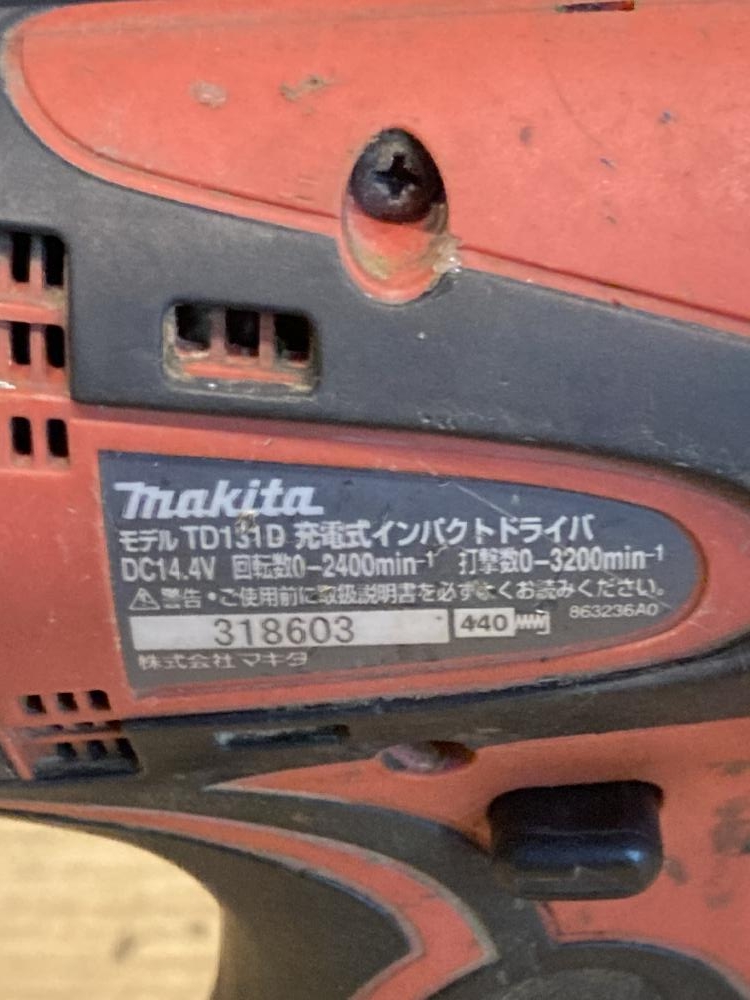 makita
モデル TD131D 充電式インパクトドライバ
DC14.4V 回転数0-2400min-1 打撃数0-3200min-1
⚠警告・ご使用前に取扱説明書を必ずよくお読みください。
863236A0
318603 440
株式会社マキタ